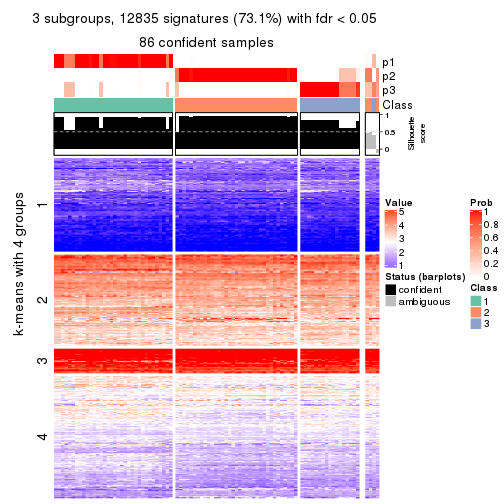 3 subgroups, 12835 signatures (73.1%) with fdr < 0.05
86 confident samples
p1
p2
p3
Class
1
0.5
0
Silhouette
score
k-means with 4 groups
1
2
3
4
Value
5
4
3
2
1
Status (barplots)
confident
ambiguous
Prob
1
0.8
0.6
0.4
0.2
0
Class
1
2
3